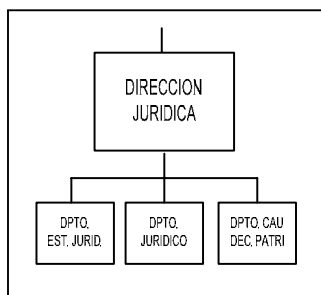 DIRECCION
JURIDICA
DPTO.
EST. JURID.
DPTO.
JURIDICO
DPTO. CAU
DEC. PATRI